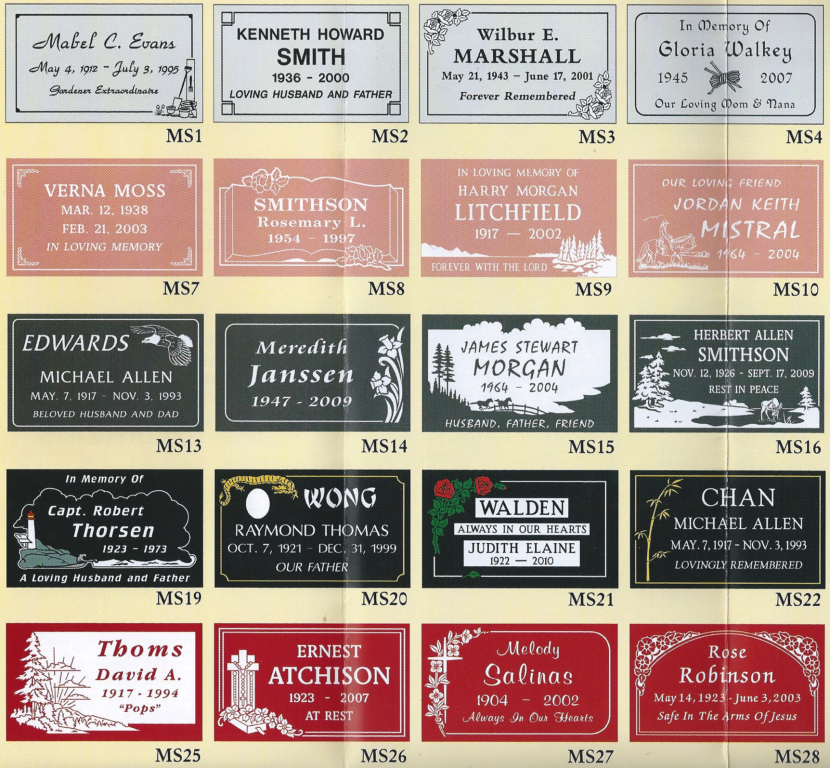 Mabel C. Evans
May 4, 1912 – July 3, 1995
Gardener Extraordinaire
MS1
KENNETH HOWARD
SMITH
1936 - 2000
LOVING HUSBAND AND FATHER
MS2
Wilbur E.
MARSHALL
May 21, 1943 – June 17, 2001
Forever Remembered
MS3
In Memory Of
Gloria Walkey
1945 2007
Our Loving Mom & Nana
MS4
VERNA MOSS
MAR. 12, 1938
FEB. 21, 2003
IN LOVING MEMORY
MS7
SMITHSON
Rosemary L.
1954 – 1997
MS8
IN LOVING MEMORY OF
HARRY MORGAN
LITCHFIELD
1917 — 2002
FOREVER WITH THE LORD
MS9
OUR LOVING FRIEND
JORDAN KEITH
MISTRAL
1964 – 2004
MS10
EDWARDS
MICHAEL ALLEN
MAY. 7, 1917 - NOV. 3, 1993
BELOVED HUSBAND AND DAD
MS13
Meredith
Janssen
1947 - 2009
MS14
JAMES STEWART
MORGAN
1964 - 2004
HUSBAND, FATHER, FRIEND
MS15
HERBERT ALLEN
SMITHSON
NOV. 12, 1926 - SEPT. 17, 2009
REST IN PEACE
MS16
In Memory Of
Capt. Robert
Thorsen
1923 - 1973
A Loving Husband and Father
MS19
WONG
RAYMOND THOMAS
OCT. 7, 1921 - DEC. 31, 1999
OUR FATHER
MS20
WALDEN
ALWAYS IN OUR HEARTS
JUDITH ELAINE
1922 — 2010
MS21
CHAN
MICHAEL ALLEN
MAY. 7, 1917 - NOV. 3, 1993
LOVINGLY REMEMBERED
MS22
Thoms
David A.
1917 - 1994
"Pops"
MS25
ERNEST
ATCHISON
1923 - 2007
AT REST
MS26
Melody
Salinas
1904 – 2002
Always In Our Hearts
MS27
Rose
Robinson
May 14, 1923 - June 3, 2003
Safe In The Arms Of Jesus
MS28